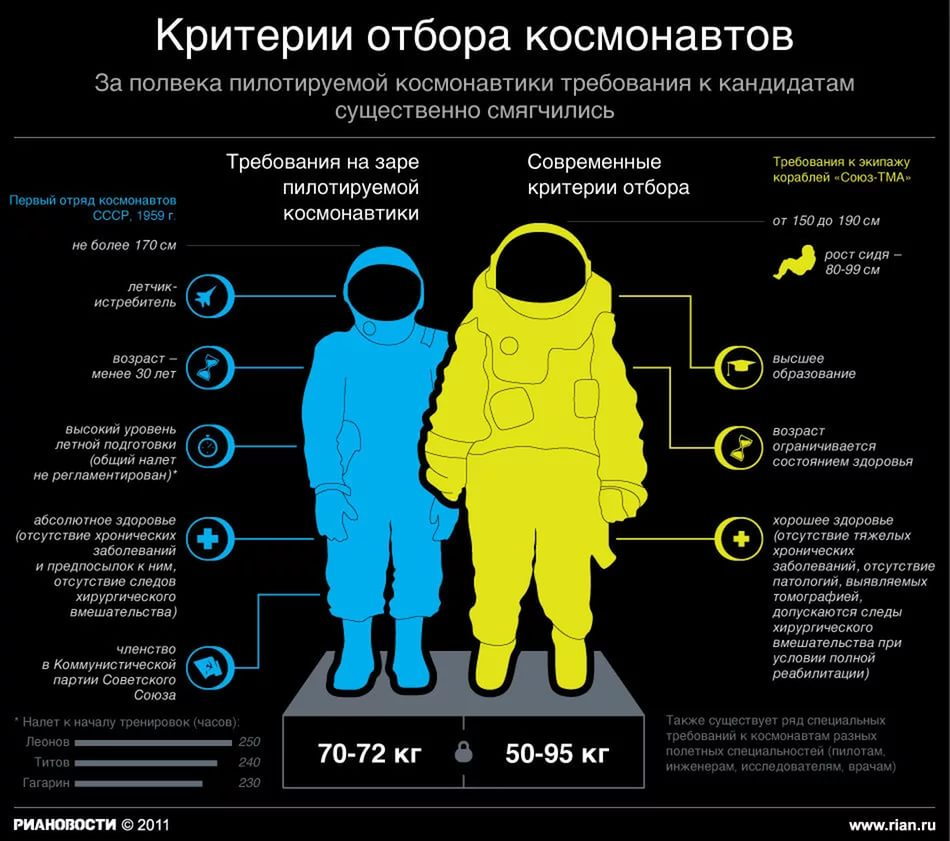 Критерии отбора космонавтов
За полвека пилотируемой космонавтики требования к кандидатам
существенно смягчились
Требования на заре
пилотируемой
космонавтики
Современные
критерии отбора
Первый отряд космонавтов
СССР, 1959 г.
не более 170 см
летчик-
истребитель
возраст –
менее 30 лет
высокий уровень
летной подготовки
(общий налет
не регламентирован)*
абсолютное здоровье
(отсутствие хронических
заболеваний
и предпосылок к ним,
отсутствие следов
хирургического
вмешательства)
членство
в Коммунистической
партии Советского
Союза
Требования к экипажу
кораблей «Союз-ТМА»
от 150 до 190 см
рост сидя –
80-99 см
высшее
образование
возраст
ограничивается
состоянием здоровья
хорошее здоровье
(отсутствие тяжелых
хронических
заболеваний, отсутствие
патологий, выявляемых
томографией,
допускаются следы
хирургического
вмешательства при
условии полной
реабилитации)
* Налет к началу тренировок (часов):
Леонов 250
Титов 240
Гагарин 230
70-72 кг
50-95 кг
Также существует ряд специальных
требований к космонавтам разных
полетных специальностей (пилотам,
инженерам, исследователям, врачам)
РИАНОВОСТИ © 2011
www.rian.ru